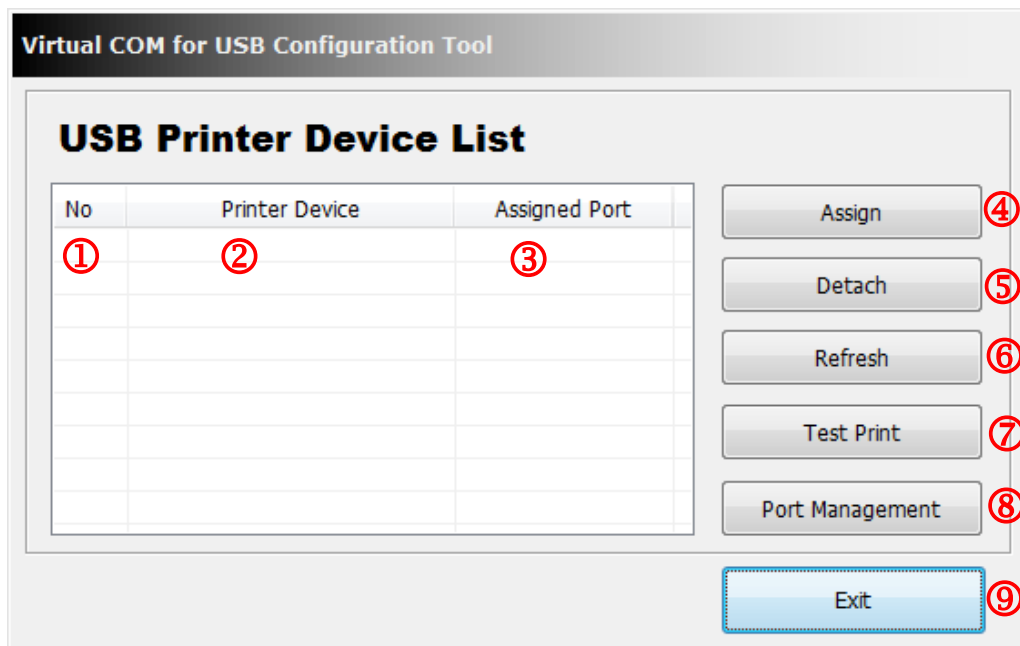 Virtual COM for USB Configuration Tool
USB Printer Device List
No Printer Device Assigned Port
① ② ③
Assign ④
Detach ⑤
Refresh ⑥
Test Print ⑦
Port Management ⑧
Exit ⑨